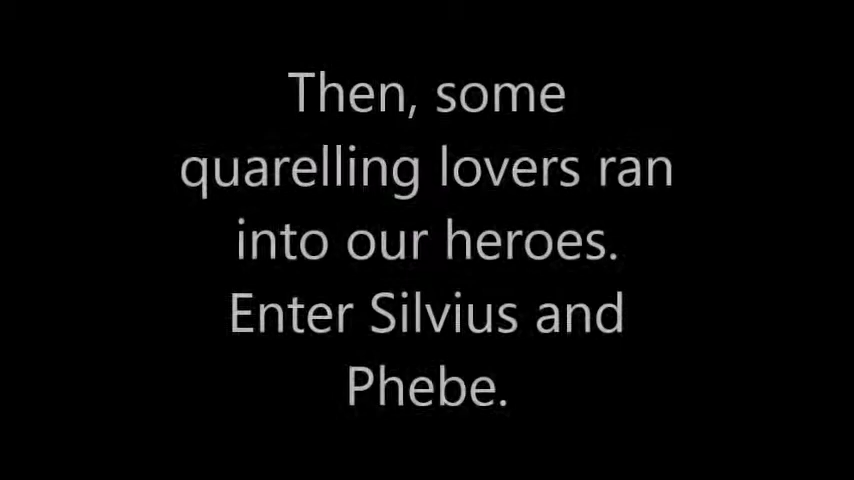 Then, some
quarelling lovers ran
into our heroes.
Enter Silvius and
Phebe.